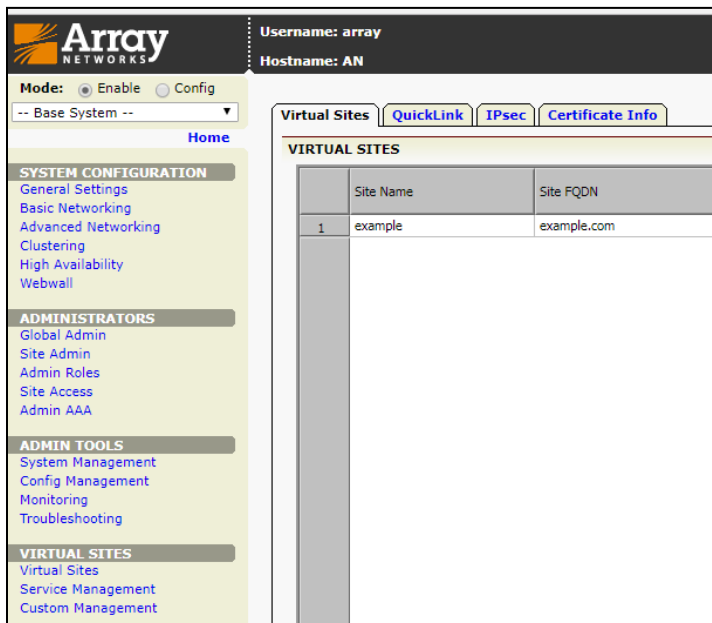 Array
NETWORKS
Username: array
Hostname: AN
Mode: Enable Config
-- Base System --
Home
SYSTEM CONFIGURATION
General Settings
Basic Networking
Advanced Networking
Clustering
High Availability
Webwall
ADMINISTRATORS
Global Admin
Site Admin
Admin Roles
Site Access
Admin AAA
ADMIN TOOLS
System Management
Config Management
Monitoring
Troubleshooting
VIRTUAL SITES
Virtual Sites
Service Management
Custom Management
Virtual Sites QuickLink IPsec Certificate Info
VIRTUAL SITES
Site Name Site FQDN
1 example example.com